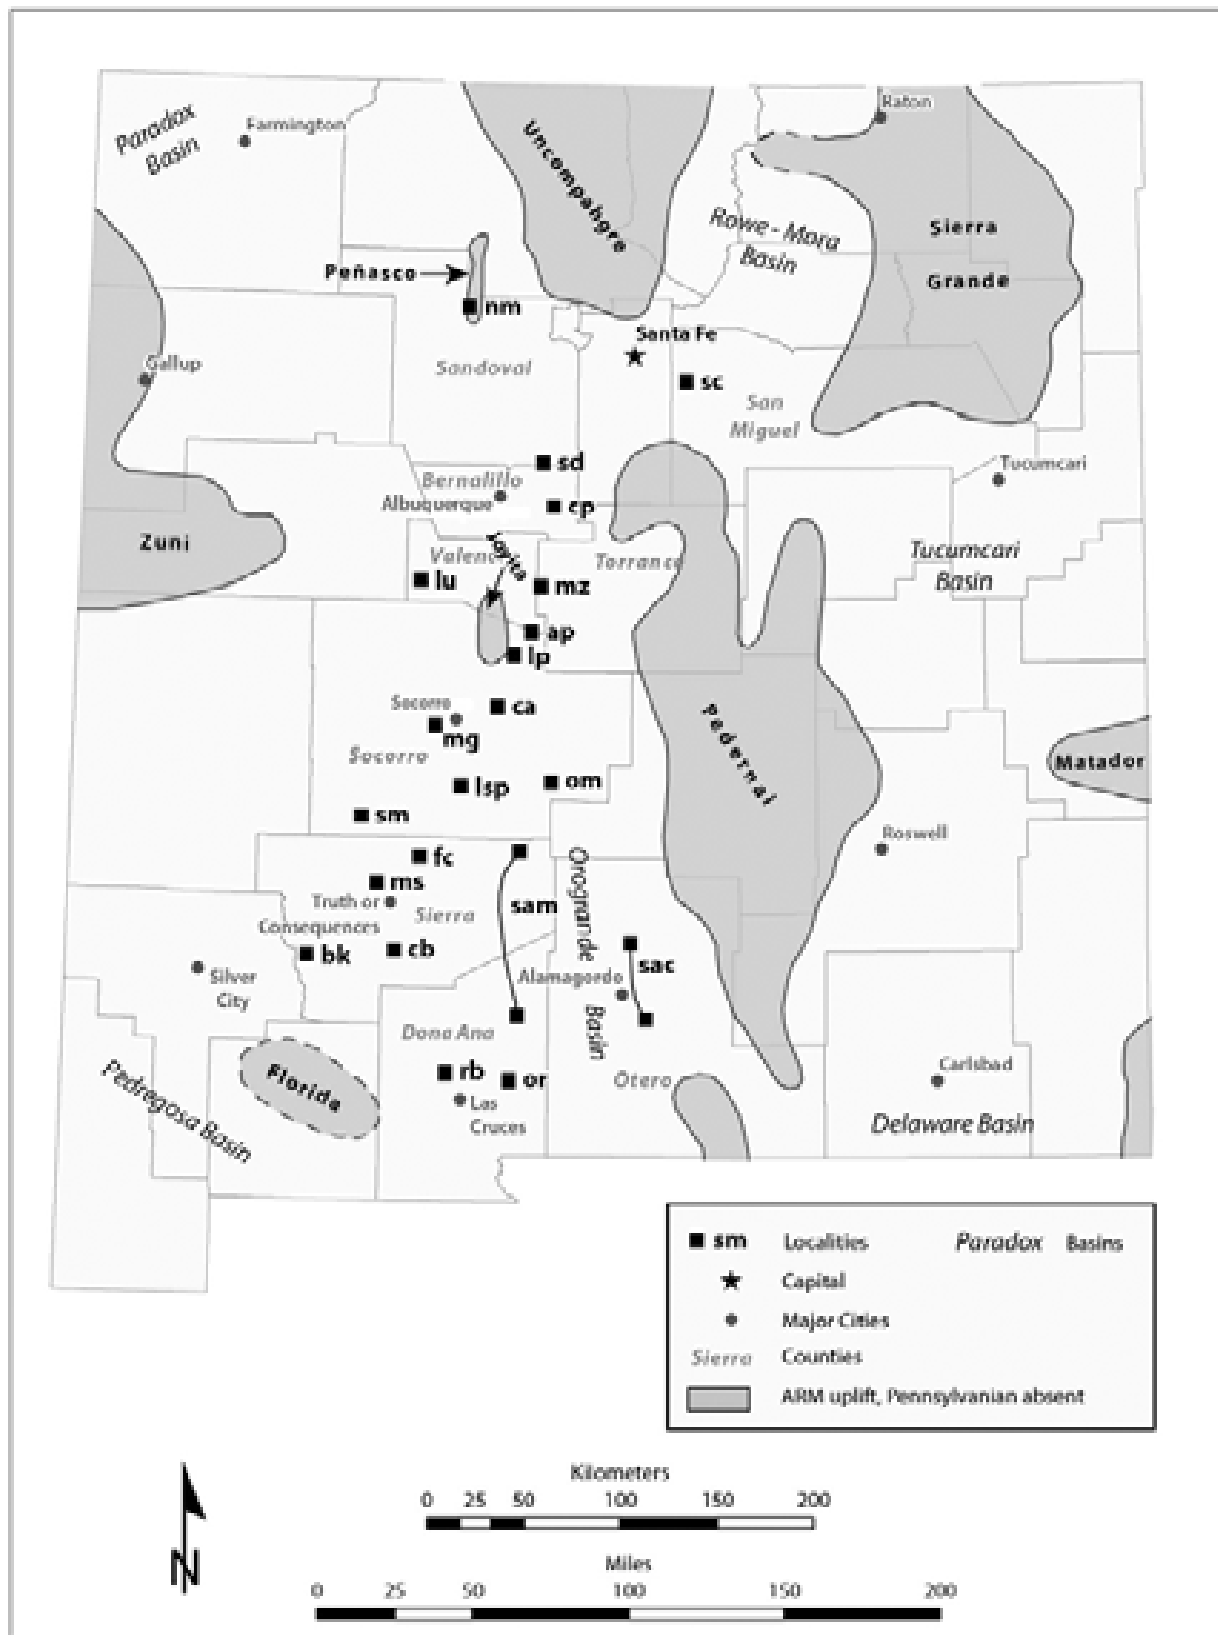 Paradox
Basin
Farmington
Uncompahgre
Raton
Rowe - Mora
Basin
Sierra
Grande
Peñasco
nm
Santa Fe
Sandoval
Gallup
sc
San
Miguel
sd
Bernalillo
Albuquerque
cp
Tucumcari
Zuni
Torrance
Tucumcari
Basin
lu
mz
ap
lp
Socorro
ca
mg
Socorro
Pedernal
Matador
lsp
om
sm
Roswell
fc
ms
Truth or
Consequences
Sierra
sam
Orogrande
Basin
bk
cb
sac
Alamagordo
Silver
City
Dona Ana
Pedregosa Basin
Florida
rb
or
Las
Cruces
Otero
Carlsbad
Delaware Basin
sm Localities Paradox Basins
Capital
Major Cities
Sierra Counties
ARM uplift, Pennsylvanian absent
N
Kilometers
0 25 50 100 150 200
Miles
0 25 50 100 150 200